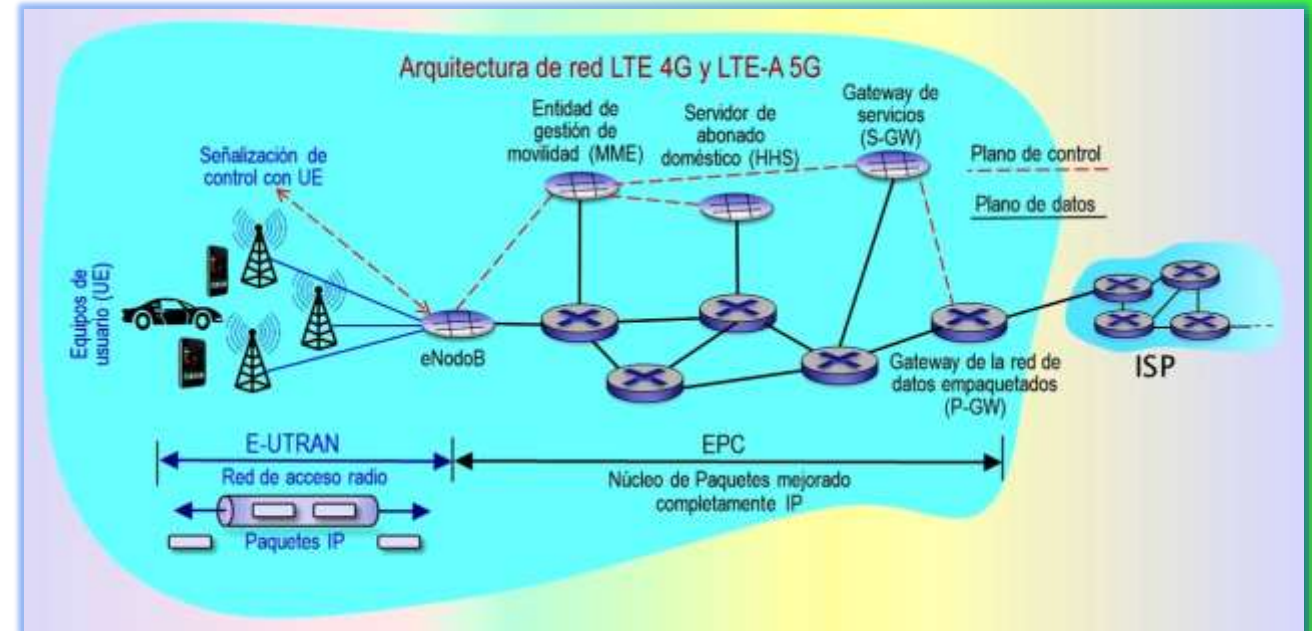 Arquitectura de red LTE 4G y LTE-A 5G
Entidad de
gestión de
movilidad (MME)
Servidor de
abonado
doméstico (HHS)
Gateway de
servicios
(S-GW)
Plano de control
Plano de datos
Señalización de
control con UE
Equipos de
usuario (UE)
eNodoB
Gateway de la red de
datos empaquetados
(P-GW)
ISP
E-UTRAN
Red de acceso radio
Paquetes IP
EPC
Núcleo de Paquetes mejorado
completamente IP